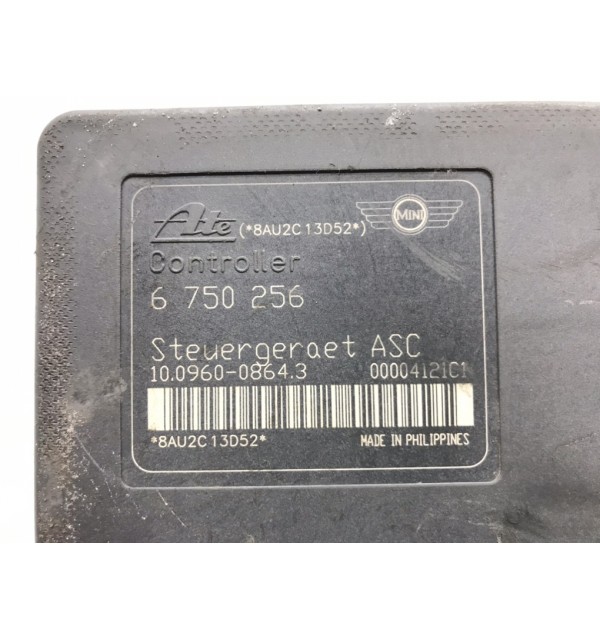 Ate (*8AU2C13D52*) MINI
Controller
6 750 256
Steuergeraet ASC
10.0960-0864.3 00004121C1
*8AU2C13D52* MADE IN PHILIPPINES